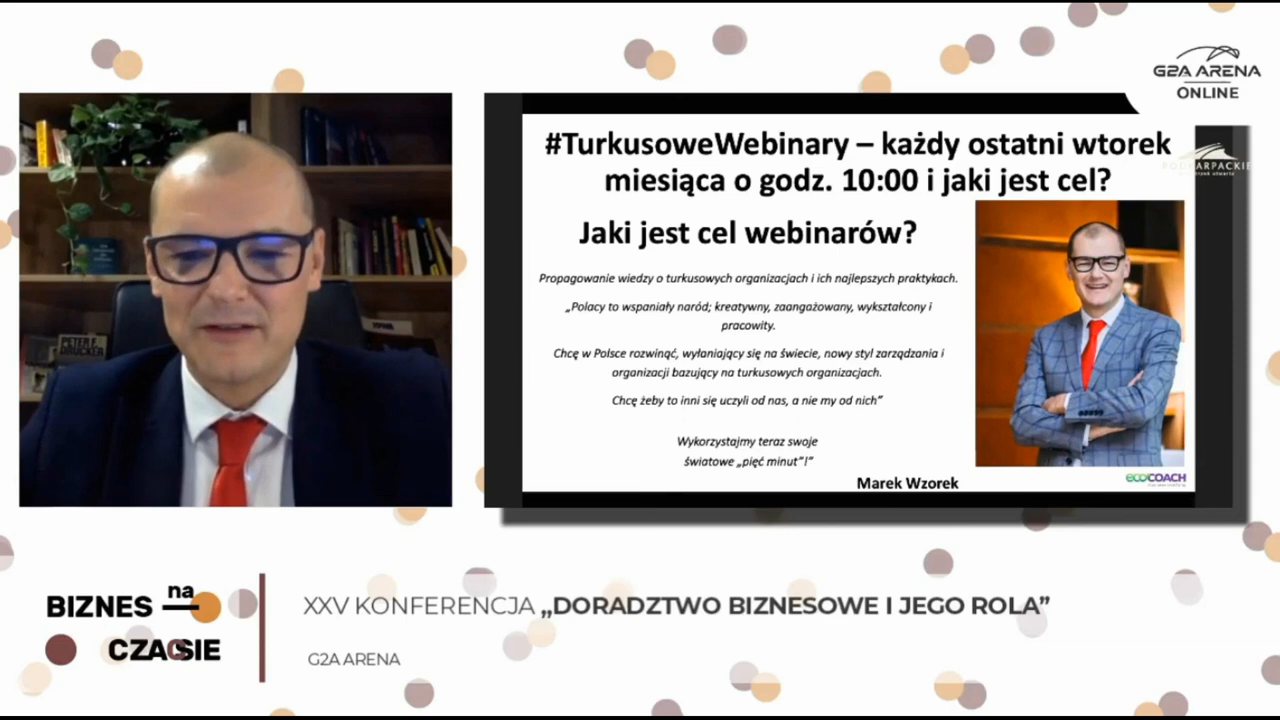 G2A ARENA
ONLINE
PODKARPACKIE
#TurkusoweWebinary – każdy ostatni wtorek
miesiąca o godz. 10:00 i jaki jest cel?
Jaki jest cel webinarów?
Propagowanie wiedzy o turkusowych organizacjach i ich najlepszych praktykach.
„Polacy to wspaniały naród; kreatywny, zaangażowany, wykształcony i
pracowity.
Chcę w Polsce rozwinąć, wyłaniający się na świecie, nowy styl zarządzania i
organizacji bazujący na turkusowych organizacjach.
Chcę żeby to inni się uczyli od nas, a nie my od nich”
Wykorzystajmy teraz swoje
światowe „pięć minut”!”
Marek Wzorek
ecoCOACH
PETER F.
DRUCKER
BIZNES na
CZASIE
XXV KONFERENCJA „DORADZTWO BIZNESOWE I JEGO ROLA”
G2A ARENA